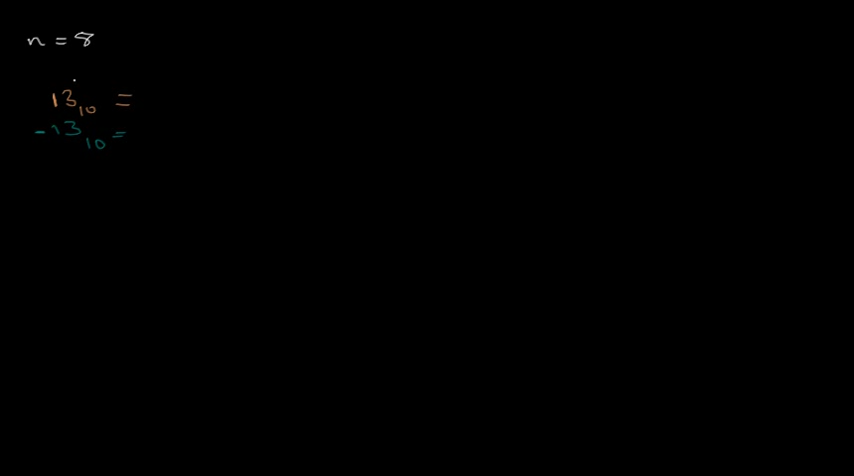 n = 8
13₁₀ =
-13₁₀ =